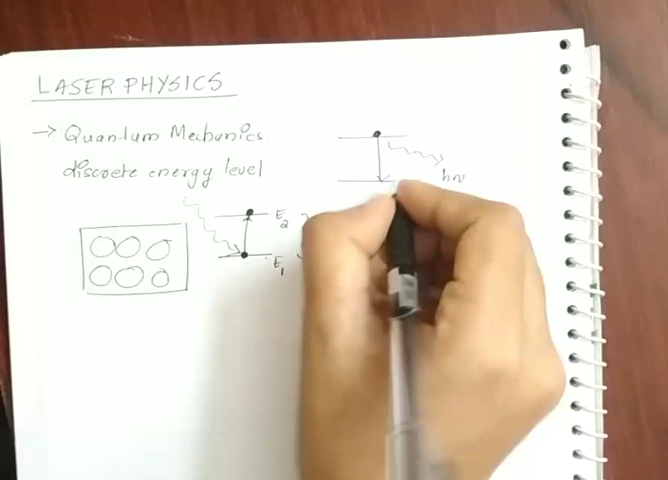 LASER PHYSICS
→ Quantum Mechanics.
discrete energy level
hν
E₂
E₁